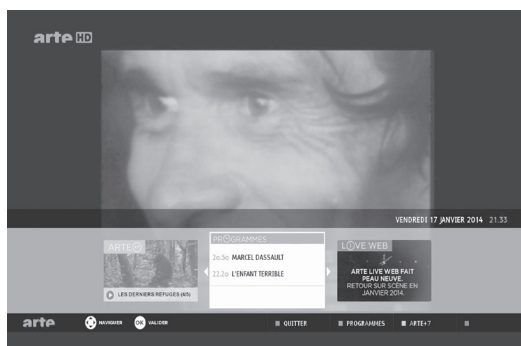 arte HD
VENDREDI 17 JANVIER 2014 21.33
ARTE
LES DERNIERS REFUGES (4/5)
PROGRAMMES
20.50 MARCEL DASSAULT
22.20 L'ENFANT TERRIBLE
LIVE WEB
ARTE LIVE WEB FAIT
PEAU NEUVE.
RETOUR SUR SCÈNE EN
JANVIER 2014.
arte NAVIGUER OK VALIDER QUITTER PROGRAMMES ARTE+7